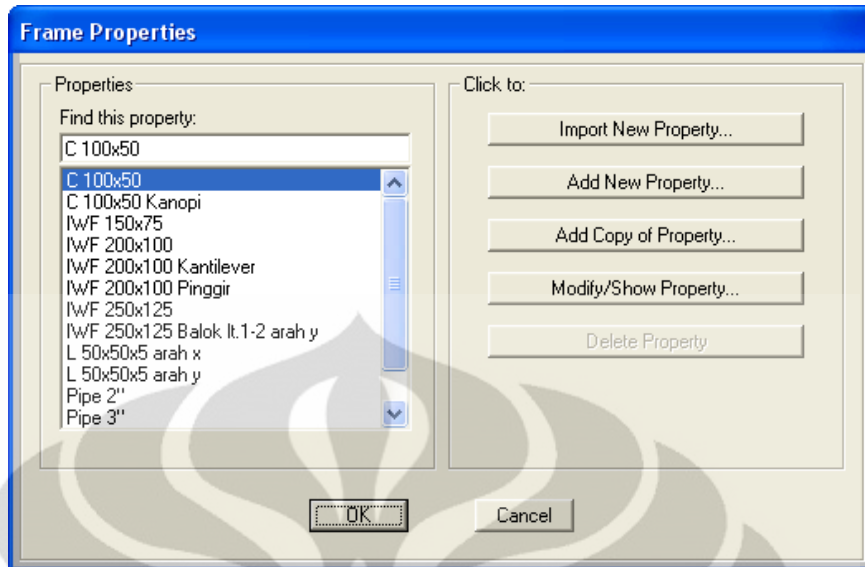 Frame Properties
Properties
Find this property:
C 100x50
C 100x50
C 100x50 Kanopi
IWF 150x75
IWF 200x100
IWF 200x100 Kantilever
IWF 200x100 Pinggir
IWF 250x125
IWF 250x125 Balok lt.1-2 arah y
L 50x50x5 arah x
L 50x50x5 arah y
Pipe 2"
Pipe 3"
Click to:
Import New Property...
Add New Property...
Add Copy of Property...
Modify/Show Property...
Delete Property
OK
Cancel